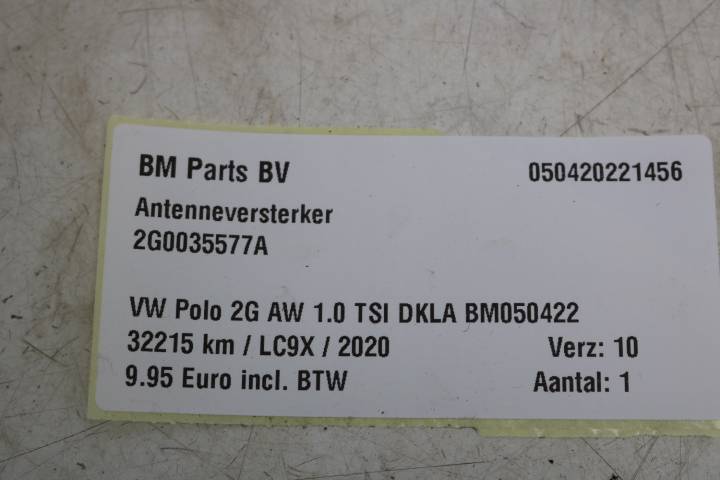 BM Parts BV 050420221456
Antenneversterker
2G0035577A
VW Polo 2G AW 1.0 TSI DKLA BM050422
32215 km / LC9X / 2020 Verz: 10
9.95 Euro incl. BTW Aantal: 1